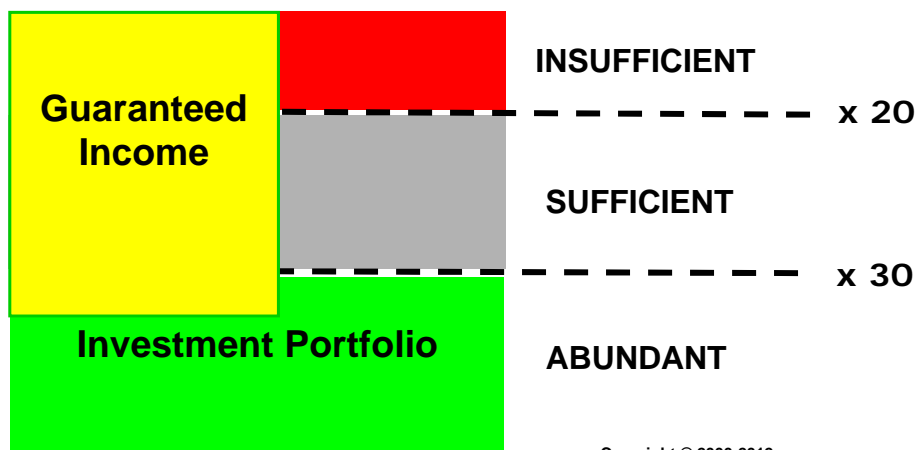 INSUFFICIENT
Guaranteed
Income
x 20
SUFFICIENT
x 30
Investment Portfolio
ABUNDANT